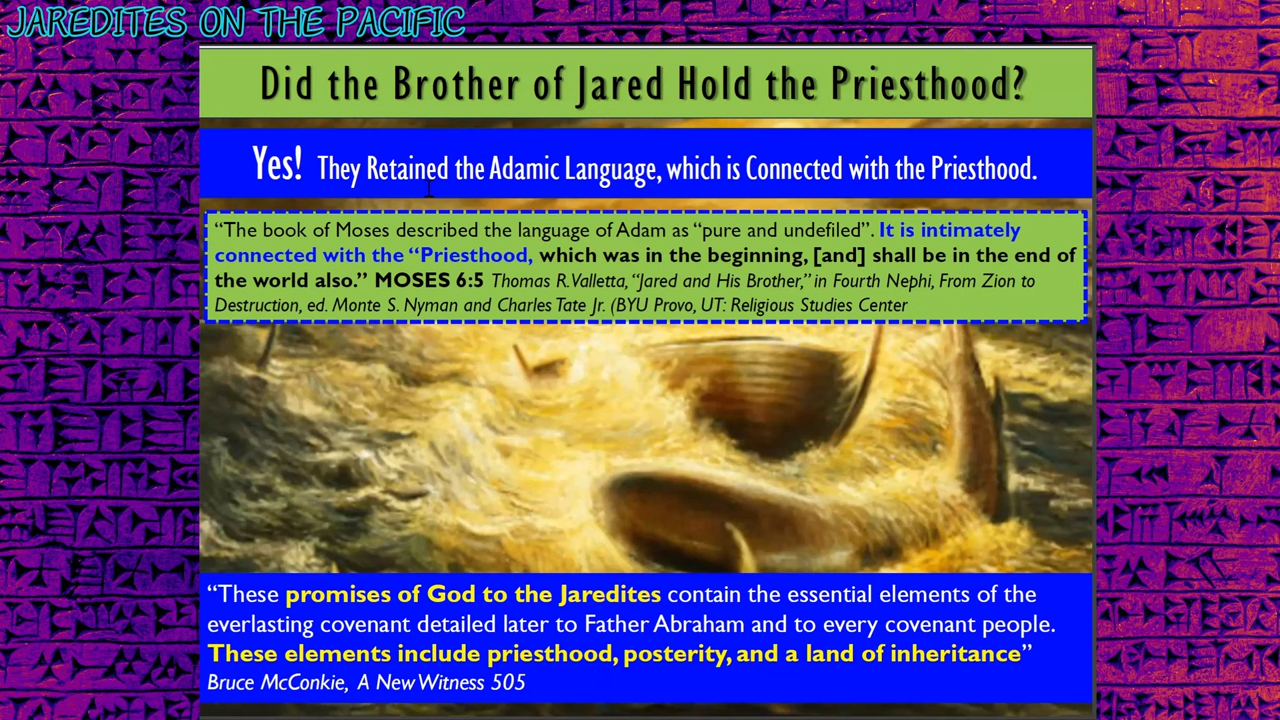 JAREDITES ON THE PACIFIC
Did the Brother of Jared Hold the Priesthood?
Yes! They Retained the Adamic Language, which is Connected with the Priesthood.
“The book of Moses described the language of Adam as “pure and undefiled”. It is intimately
connected with the “Priesthood, which was in the beginning, [and] shall be in the end of
the world also.” MOSES 6:5 Thomas R. Valletta, “Jared and His Brother,” in Fourth Nephi, From Zion to
Destruction, ed. Monte S. Nyman and Charles Tate Jr. (BYU Provo, UT: Religious Studies Center
“These promises of God to the Jaredites contain the essential elements of the
everlasting covenant detailed later to Father Abraham and to every covenant people.
These elements include priesthood, posterity, and a land of inheritance”
Bruce McConkie, A New Witness 505